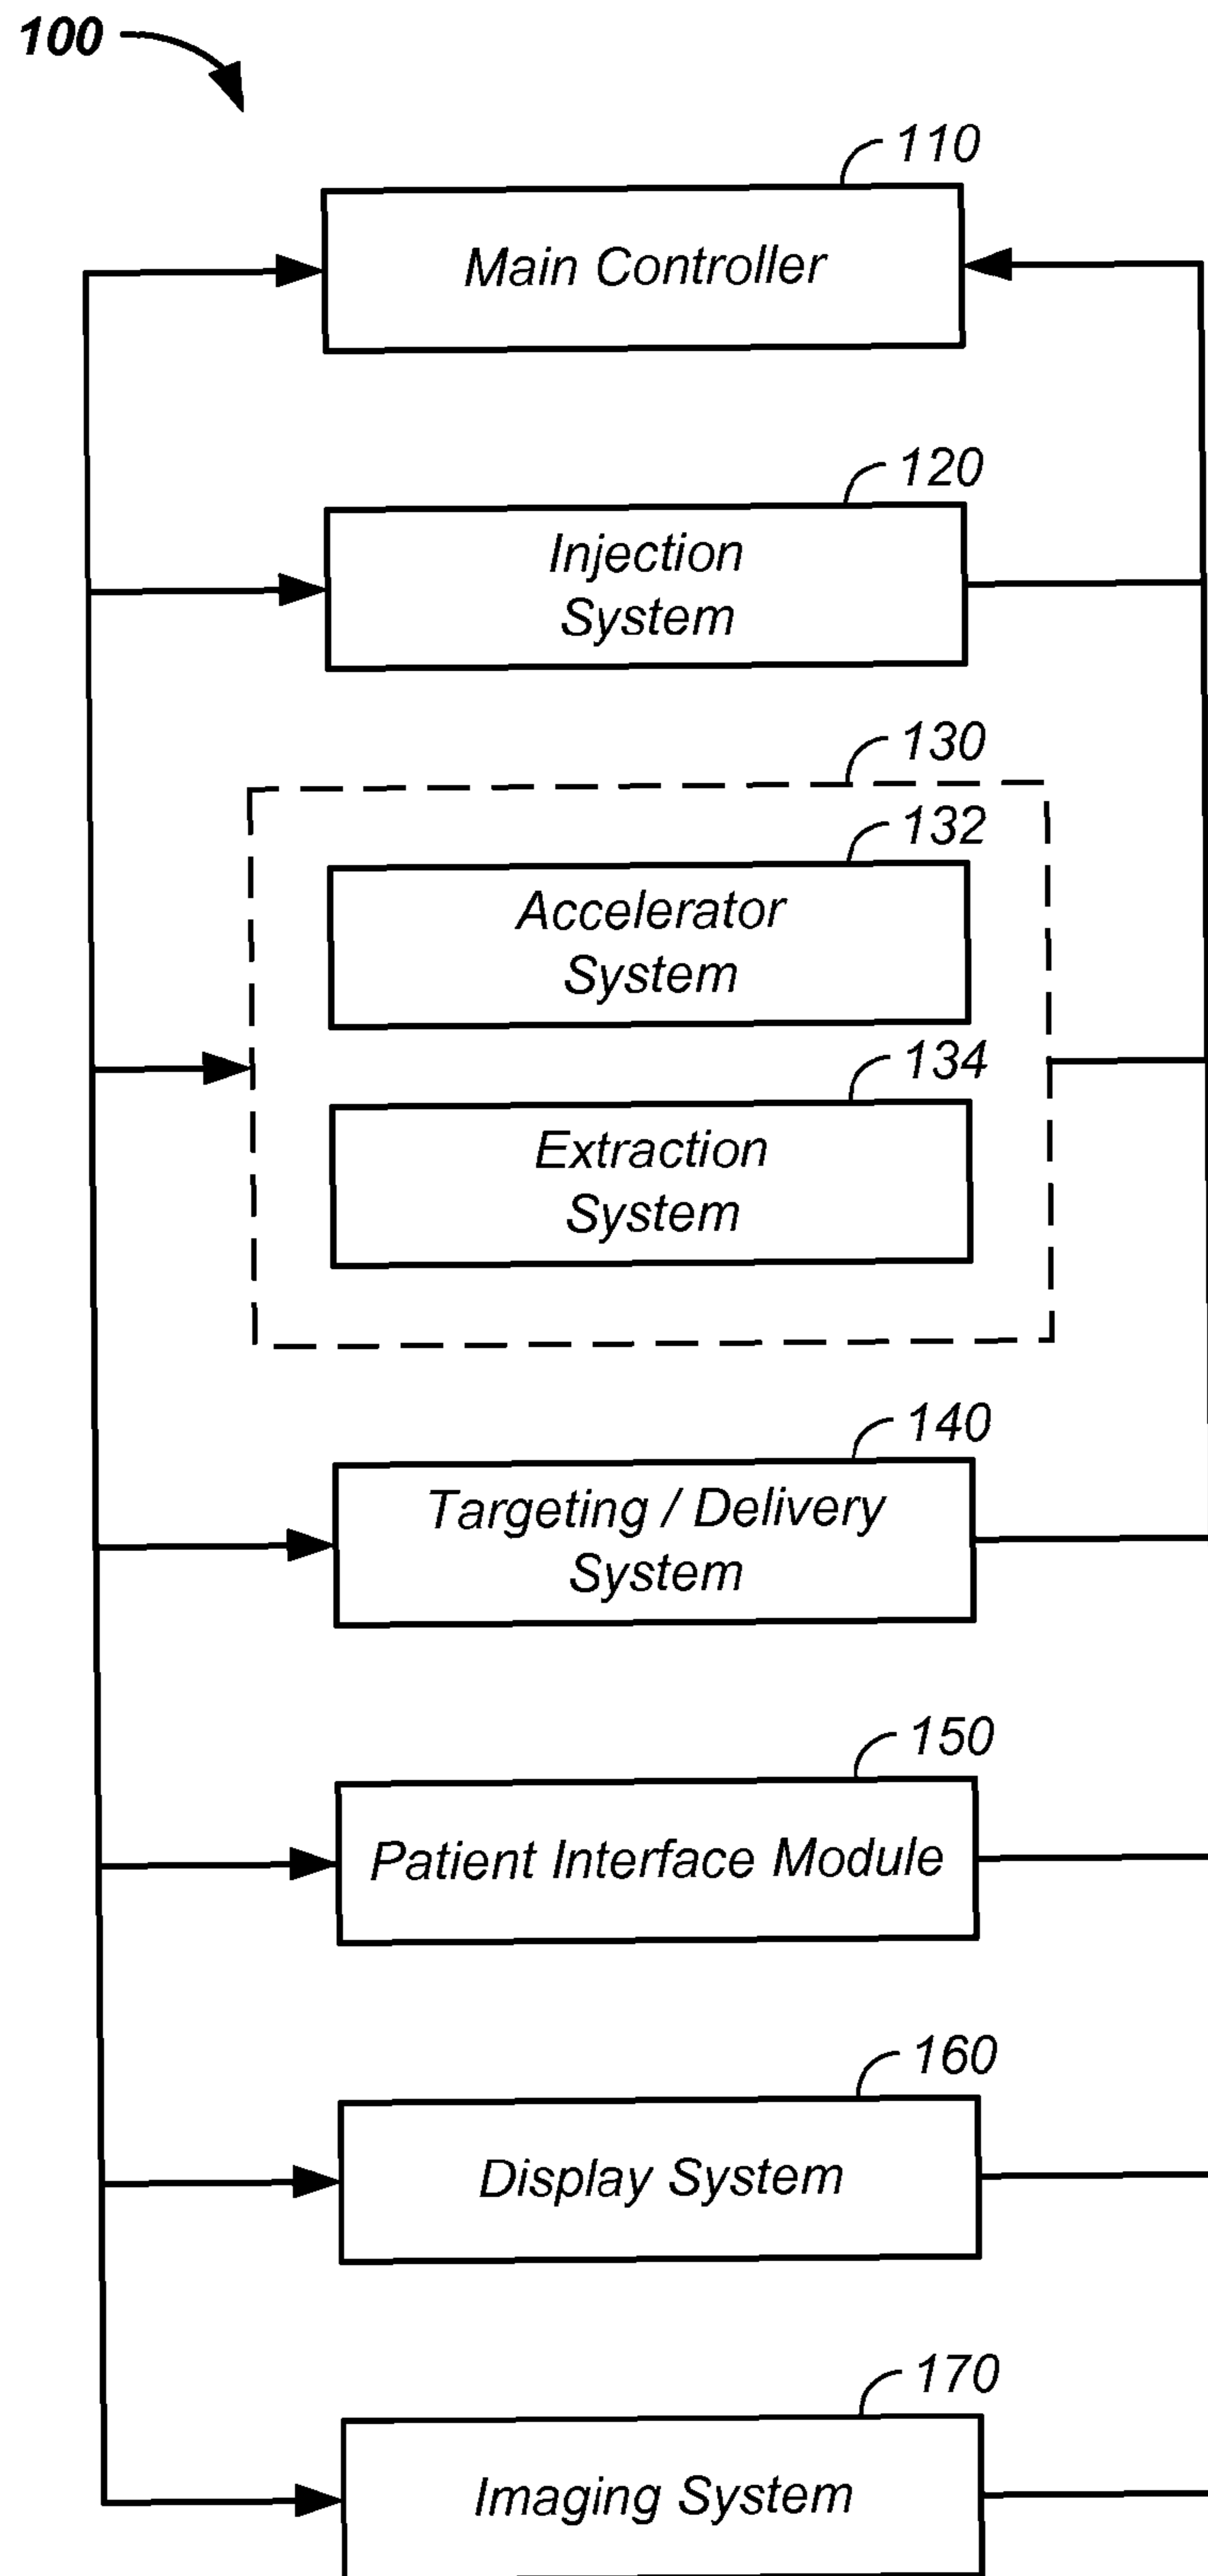 100
110
Main Controller
120
Injection
System
130
132
Accelerator
System
134
Extraction
System
140
Targeting / Delivery
System
150
Patient Interface Module
160
Display System
170
Imaging System